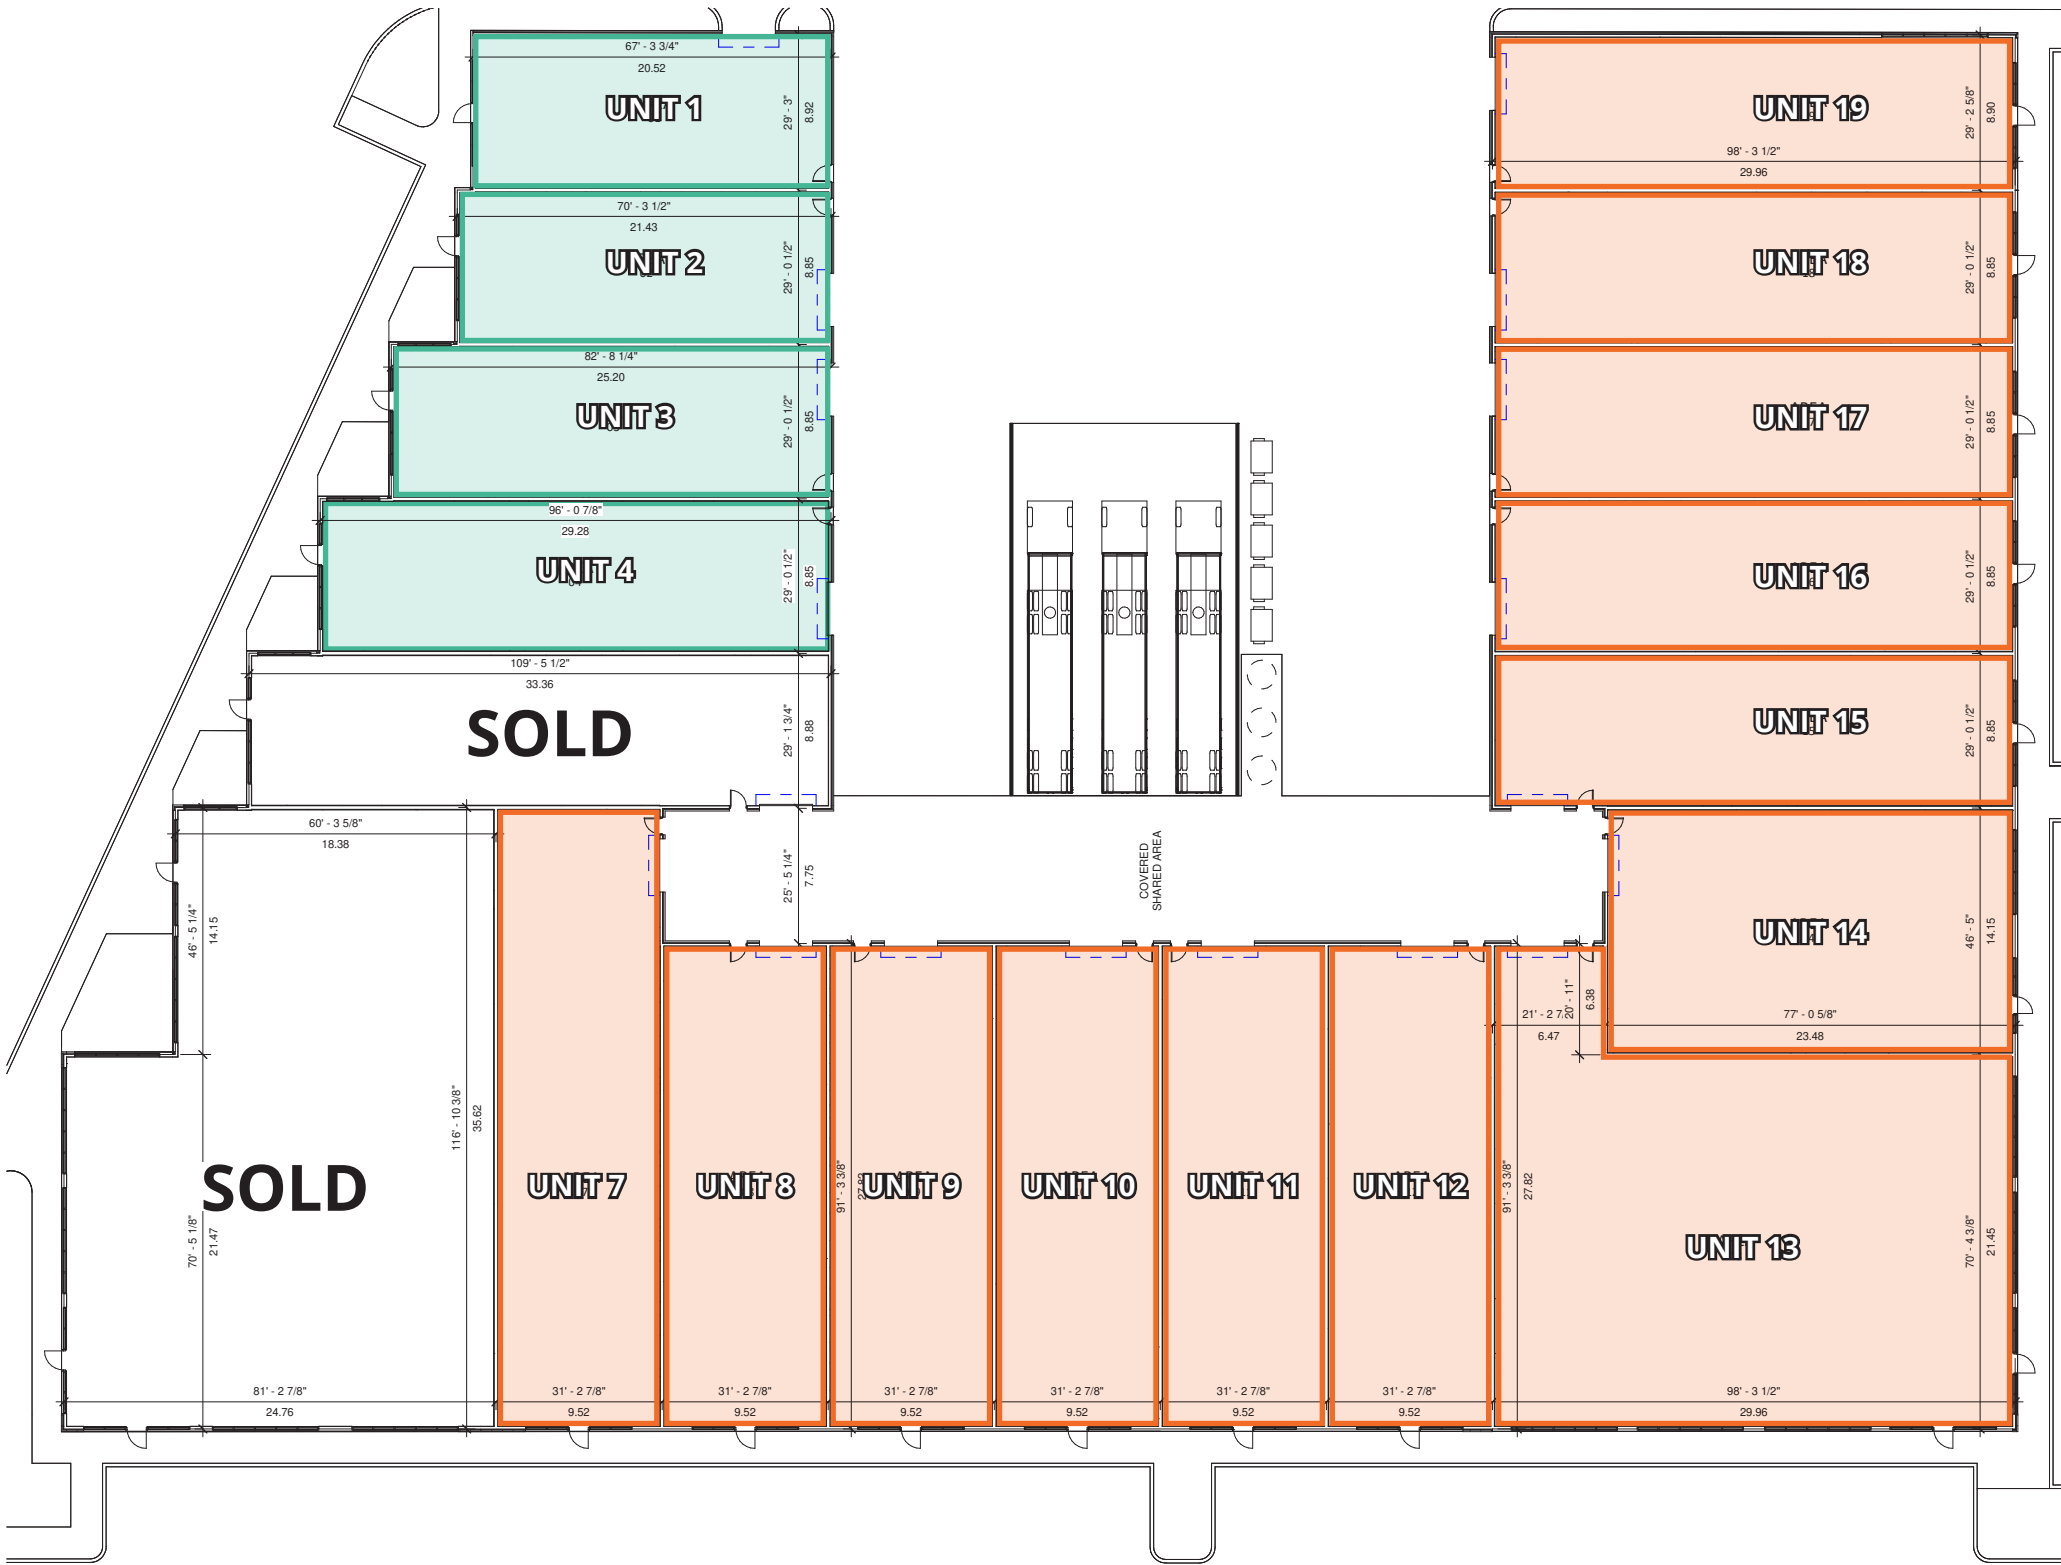 67' - 3 3/4"
20.52
UNIT 1
29' - 3"
8.92
70' - 3 1/2"
21.43
UNIT 2
29' - 0 1/2"
8.85
82' - 8 1/4"
25.20
UNIT 3
29' - 0 1/2"
8.85
96' - 0 7/8"
29.28
UNIT 4
29' - 0 1/2"
8.85
109' - 5 1/2"
33.36
SOLD
29' - 1 3/4"
8.88
UNIT 19
29' - 2 5/8"
8.90
98' - 3 1/2"
29.96
UNIT 18
29' - 0 1/2"
8.85
UNIT 17
29' - 0 1/2"
8.85
UNIT 16
29' - 0 1/2"
8.85
UNIT 15
29' - 0 1/2"
8.85
60' - 3 5/8"
18.38
46' - 5 1/4"
14.15
25' - 5 1/4"
7.75
COVERED
SHARED AREA
UNIT 14
46' - 5"
14.15
77' - 0 5/8"
23.48
20' - 11"
6.38
21' - 2 7
6.47
116' - 10 3/8"
35.62
SOLD
70' - 5 1/8"
21.47
81' - 2 7/8"
24.76
UNIT 7
31' - 2 7/8"
9.52
UNIT 8
31' - 2 7/8"
9.52
91' - 3 3/8"
27.82
UNIT 9
31' - 2 7/8"
9.52
UNIT 10
31' - 2 7/8"
9.52
UNIT 11
31' - 2 7/8"
9.52
UNIT 12
31' - 2 7/8"
9.52
91' - 3 3/8"
27.82
UNIT 13
70' - 4 3/8"
21.45
98' - 3 1/2"
29.96